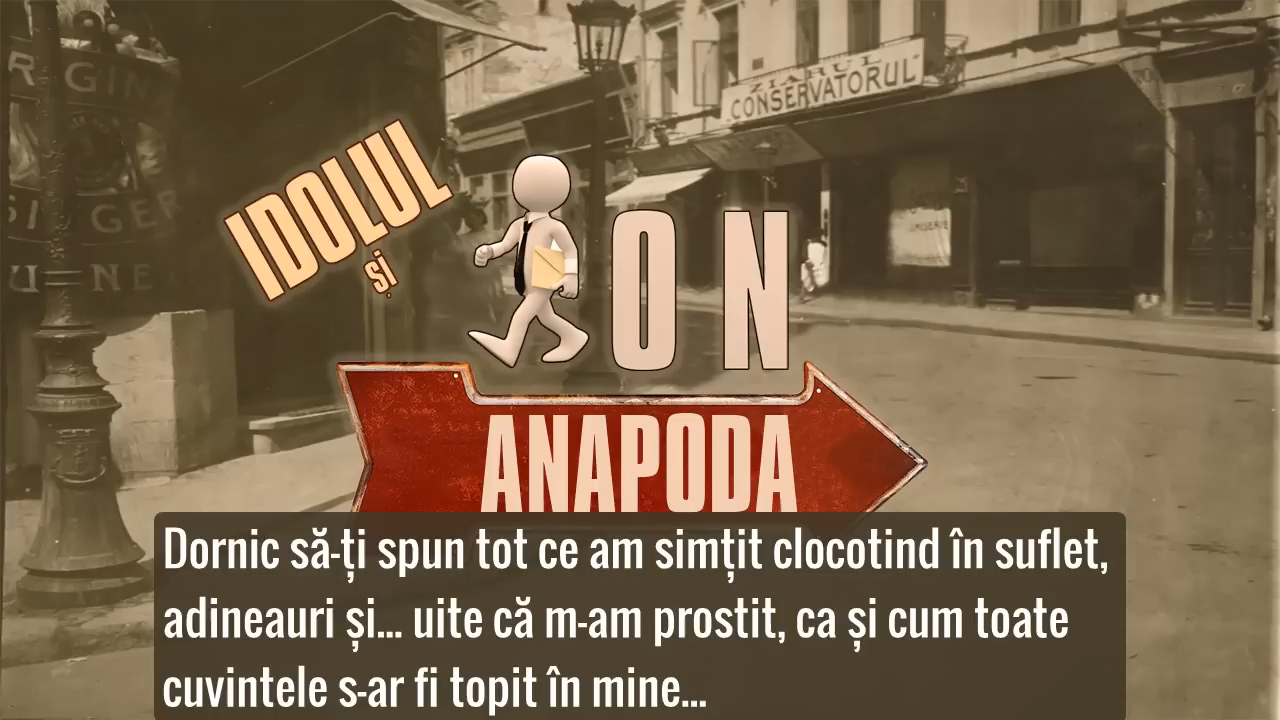 ZIARUL
CONSERVATORUL
IDOLUL
și
ON
ANAPODA
Dornic să-ți spun tot ce am simțit clocotind în suflet,
adineauri și... uite că m-am prostit, ca și cum toate
cuvintele s-ar fi topit în mine...